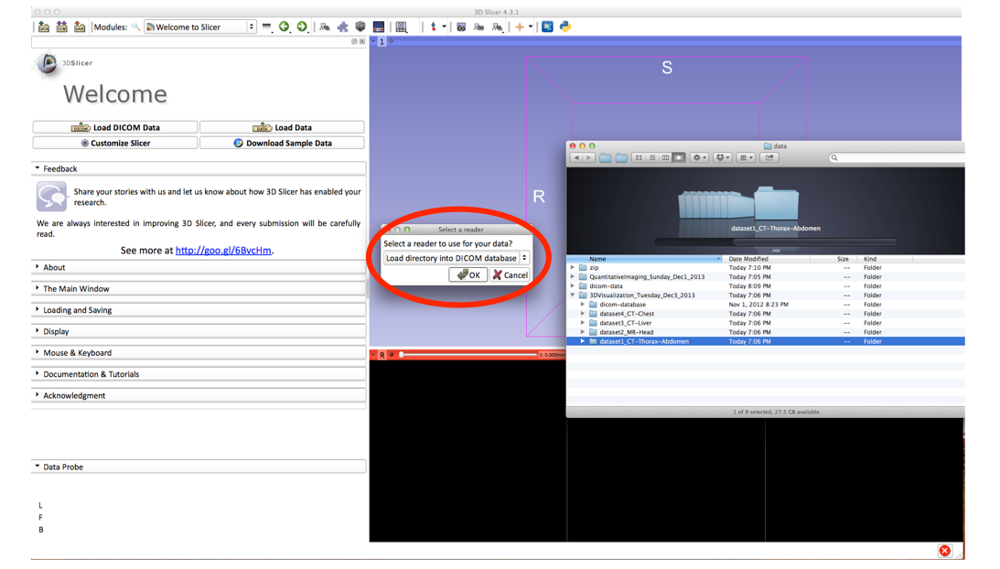 3D Slicer 4.3.1
DATA DCM SAVE Modules: Welcome to Slicer
1
3DSlicer
Welcome
DICOM Load DICOM Data
DATA Load Data
Customize Slicer
Download Sample Data
Feedback
Share your stories with us and let us know about how 3D Slicer has enabled your
research.
We are always interested in improving 3D Slicer, and every submission will be carefully
read.
See more at http://goo.gl/6BvcHm.
About
The Main Window
Loading and Saving
Display
Mouse & Keyboard
Documentation & Tutorials
Acknowledgment
Data Probe
L
F
B
S
R
Select a reader
Select a reader to use for your data?
Load directory into DICOM database
OK Cancel
R S: 0.000mm
data
dataset1_CT-Thorax-Abdomen
Name Date Modified Size Kind
zip Today 7:10 PM -- Folder
QuantitativeImaging_Sunday_Dec1_2013 Today 7:05 PM -- Folder
dicom-data Today 8:09 PM -- Folder
3DVisualization_Tuesday_Dec3_2013 Today 7:06 PM -- Folder
dicom-database Nov 1, 2012 8:23 PM -- Folder
dataset4_CT-Chest Today 7:06 PM -- Folder
dataset3_CT-Liver Today 7:06 PM -- Folder
dataset2_MR-Head Today 7:06 PM -- Folder
dataset1_CT-Thorax-Abdomen Today 7:06 PM -- Folder
1 of 9 selected, 27.5 GB available